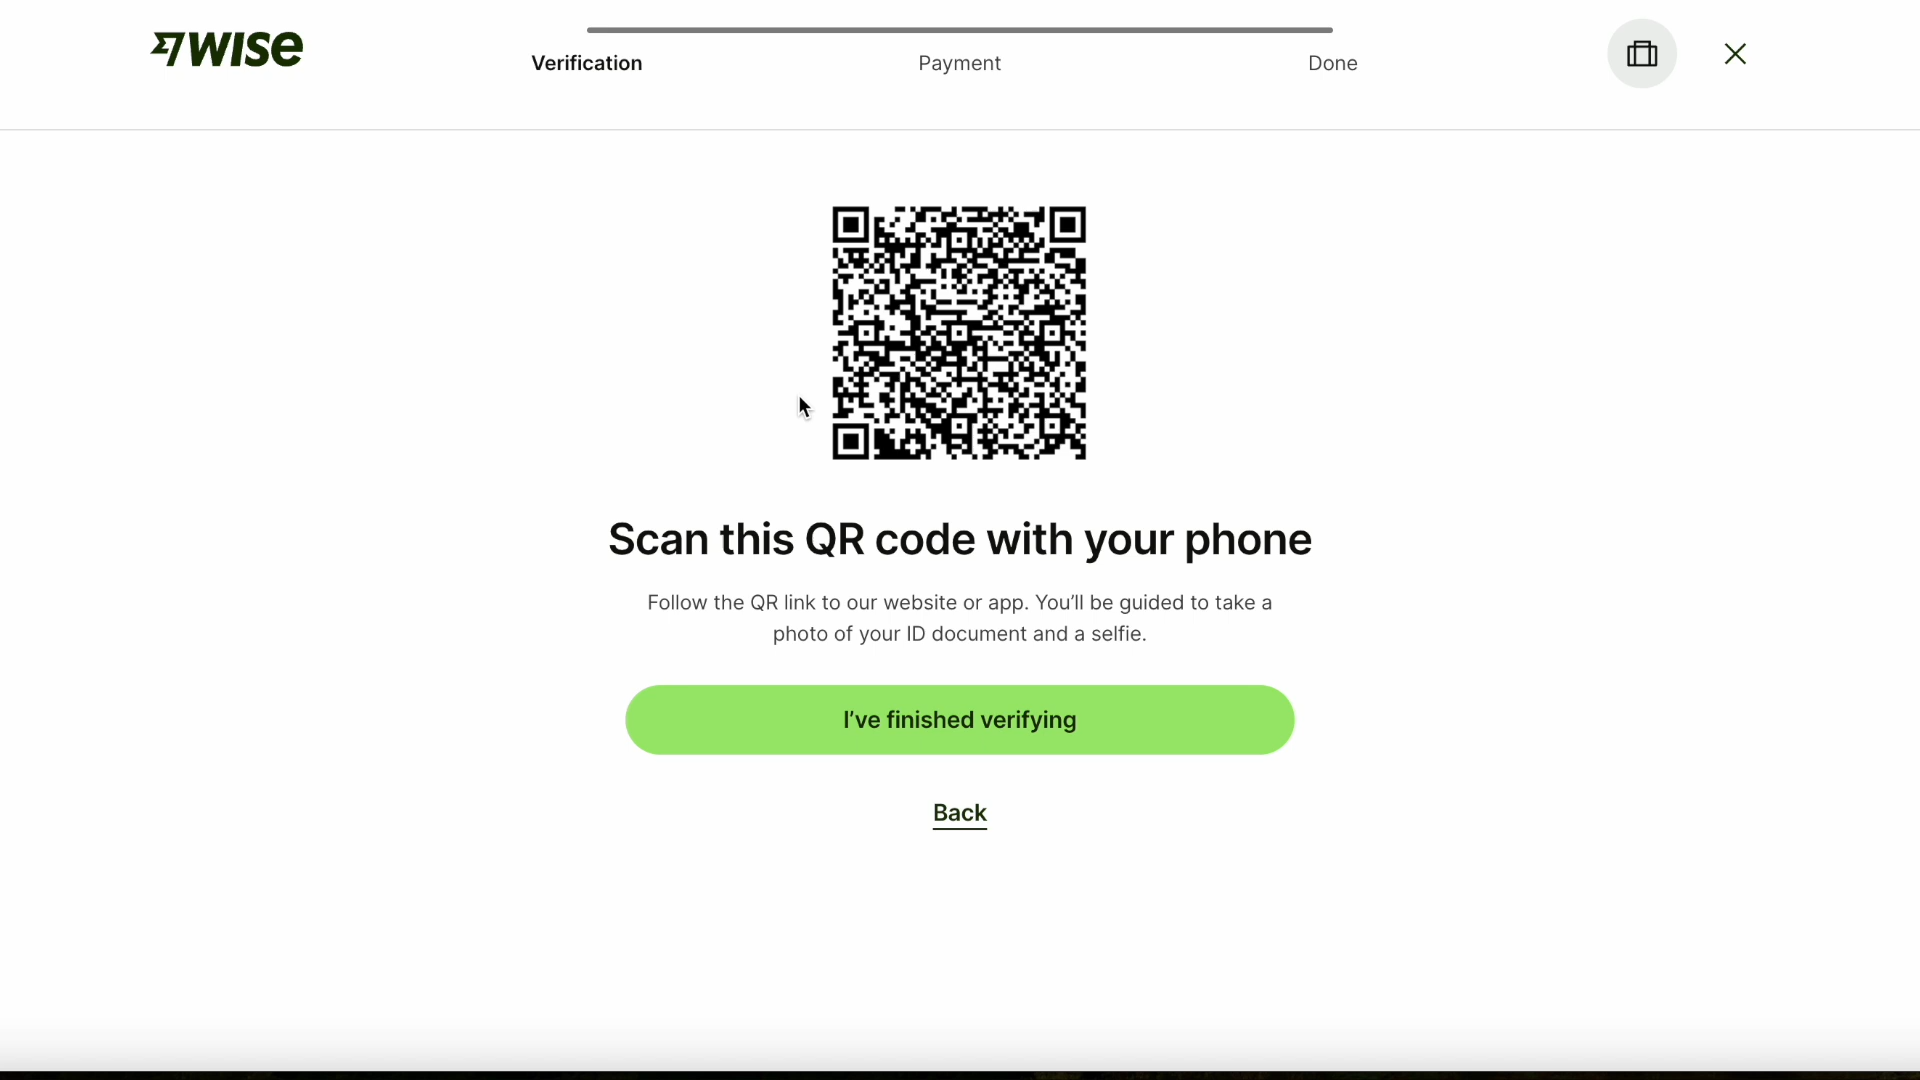 WISE
Verification
Payment
Done
Scan this QR code with your phone
Follow the QR link to our website or app. You’ll be guided to take a
photo of your ID document and a selfie.
I’ve finished verifying
Back